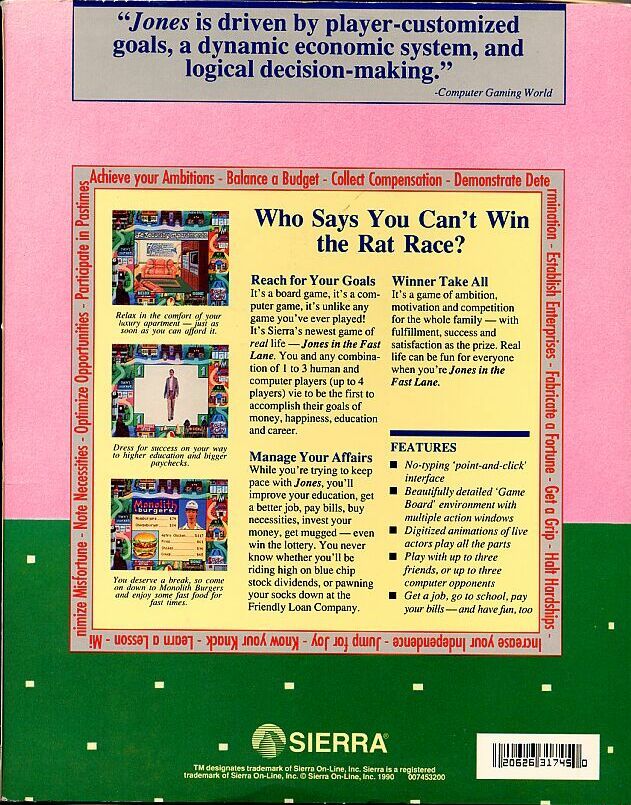 “Jones is driven by player-customized
goals, a dynamic economic system, and
logical decision-making.”
-Computer Gaming World
Achieve your Ambitions - Balance a Budget - Collect Compensation - Demonstrate Dete
rmination - Establish Enterprises - Fabricate a Fortune - Get a Grip - Halt Hardships -
Increase your Independence - Jump for Joy - Know your Knack - Learn a Lesson - Mi
nimize Misfortune - Note Necessities - Optimize Opportunities - Participate in Pastimes
Who Says You Can't Win
the Rat Race?
Relax in the comfort of your
luxury apartment — just as
soon as you can afford it.
Dress for success on your way
to higher education and bigger
paychecks.
Monolith
burgers
You deserve a break, so come
on down to Monolith Burgers
and enjoy some fast food for
fast times.
Reach for Your Goals
It's a board game, it's a com-
puter game, it's unlike any
game you've ever played!
It's Sierra's newest game of
real life — Jones in the Fast
Lane. You and any combina-
tion of 1 to 3 human and
computer players (up to 4
players) vie to be the first to
accomplish their goals of
money, happiness, education
and career.
Manage Your Affairs
While you're trying to keep
pace with Jones, you'll
improve your education, get
a better job, pay bills, buy
necessities, invest your
money, get mugged — even
win the lottery. You never
know whether you'll be
riding high on blue chip
stock dividends, or pawning
your socks down at the
Friendly Loan Company.
Winner Take All
It's a game of ambition,
motivation and competition
for the whole family — with
fulfillment, success and
satisfaction as the prize. Real
life can be fun for everyone
when you're Jones in the
Fast Lane.
FEATURES
■ No-typing 'point-and-click'
interface
■ Beautifully detailed 'Game
Board' environment with
multiple action windows
■ Digitized animations of live
actors play all the parts
■ Play with up to three
friends, or up to three
computer opponents
■ Get a job, go to school, pay
your bills — and have fun, too
SIERRA®
TM designates trademark of Sierra On-Line, Inc. Sierra is a registered
trademark of Sierra On-Line, Inc. © Sierra On-Line, Inc. 1990 007453200
20626 31745 0